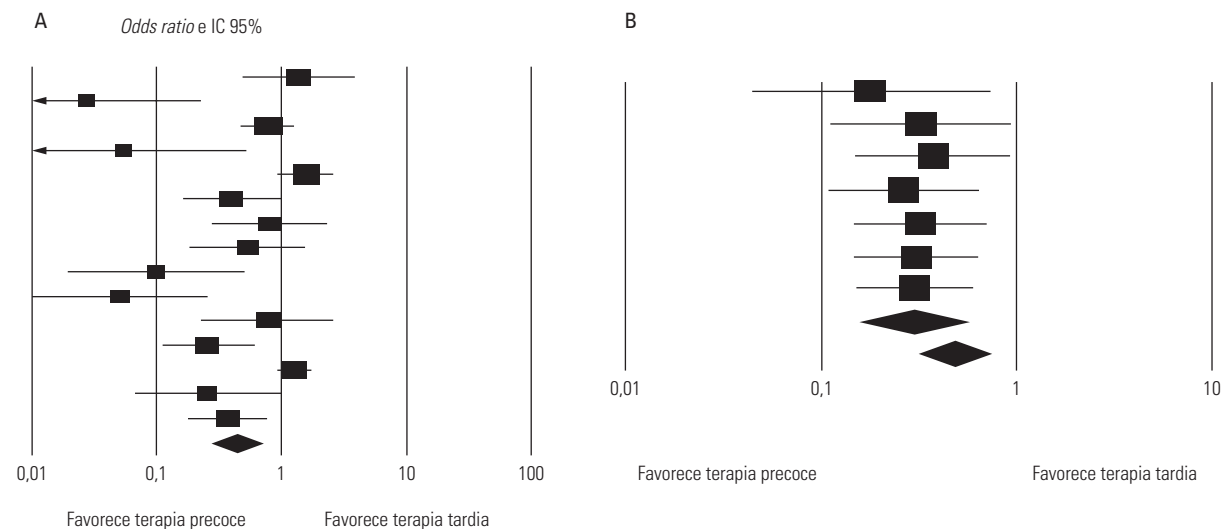 A
Odds ratio e IC 95%
0,01 0,1 1 10 100
Favorece terapia precoce Favorece terapia tardia
B
0,01 0,1 1 10
Favorece terapia precoce Favorece terapia tardia